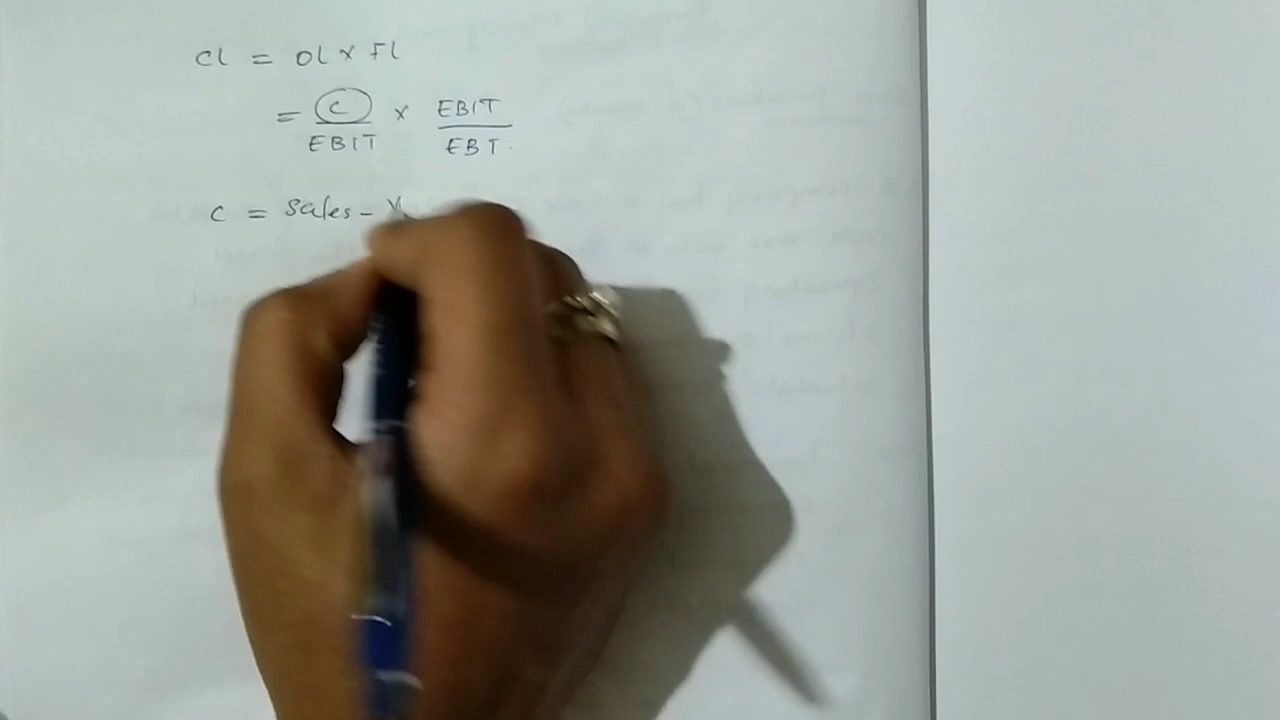 CL = OL × FL
= C / EBIT × EBIT / EBT.
C = Sales - V